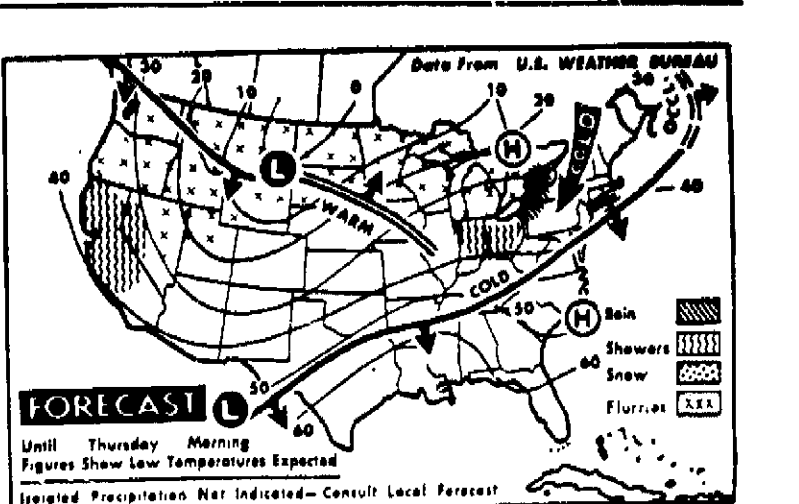 Data From U.S. WEATHER BUREAU
30
20
10
0
10
20
30
L
H
COLD
OCCL
40
40
WARM
COLD
50
H
Rain
Showers
60
Snow
50
FORECAST
L
Flurries
60
XXX
Until Thursday Morning
Figures Show Low Temperatures Expected
Isolated Precipitation Not Indicated— Consult Local Forecast